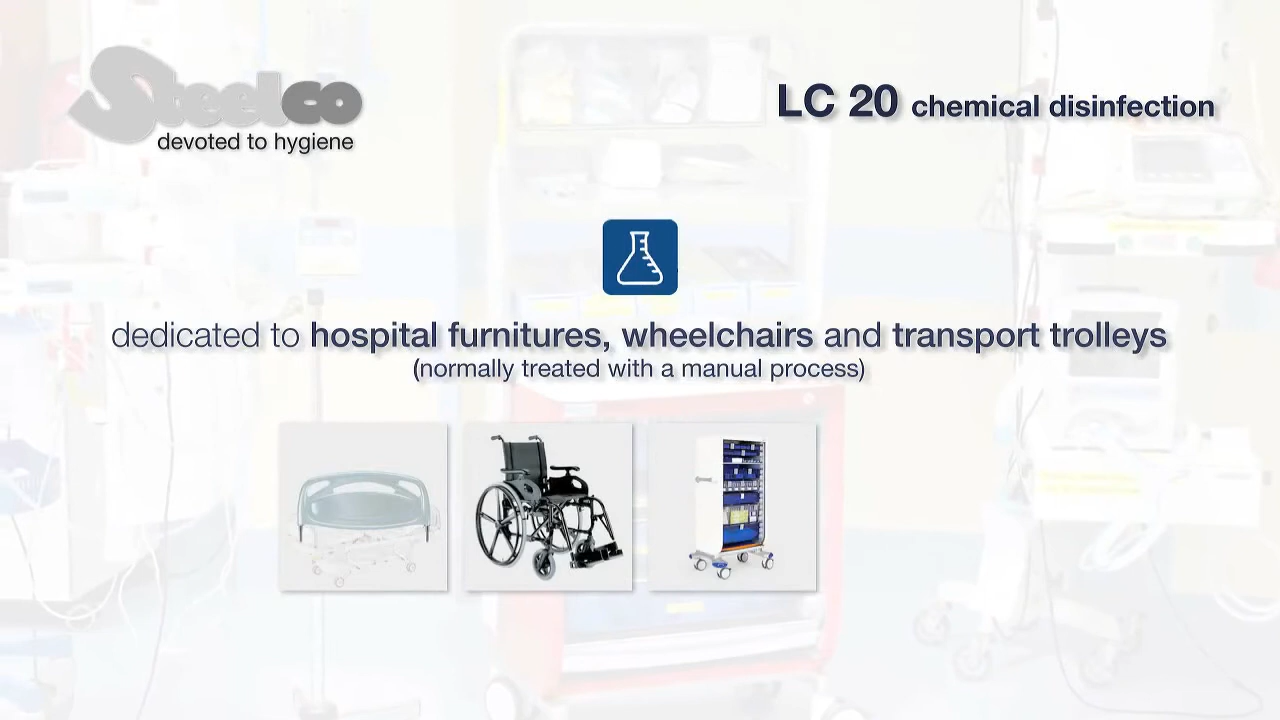 Steelco
devoted to hygiene
LC 20 chemical disinfection
dedicated to hospital furnitures, wheelchairs and transport trolleys
(normally treated with a manual process)